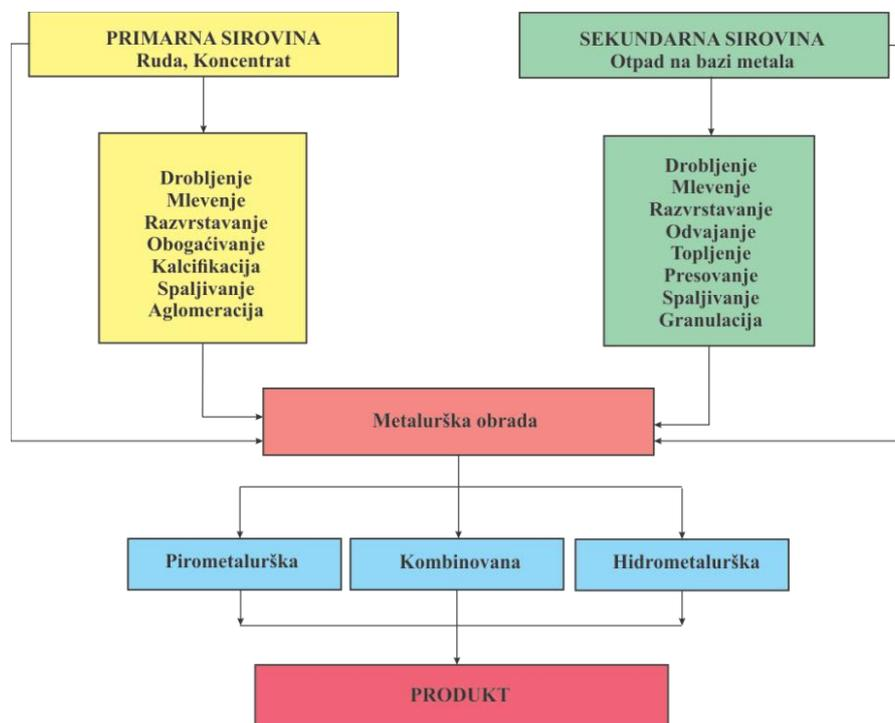 PRIMARNA SIROVINA
Ruda, Koncentrat
SEKUNDARNA SIROVINA
Otpad na bazi metala
Drobljenje
Mlevenje
Razvrstavanje
Obogaćivanje
Kalcifikacija
Spaljivanje
Aglomeracija
Drobljenje
Mlevenje
Razvrstavanje
Odvajanje
Topljenje
Presovanje
Spaljivanje
Granulacija
Metalurška obrada
Pirometalurška
Kombinovana
Hidrometalurška
PRODUKT